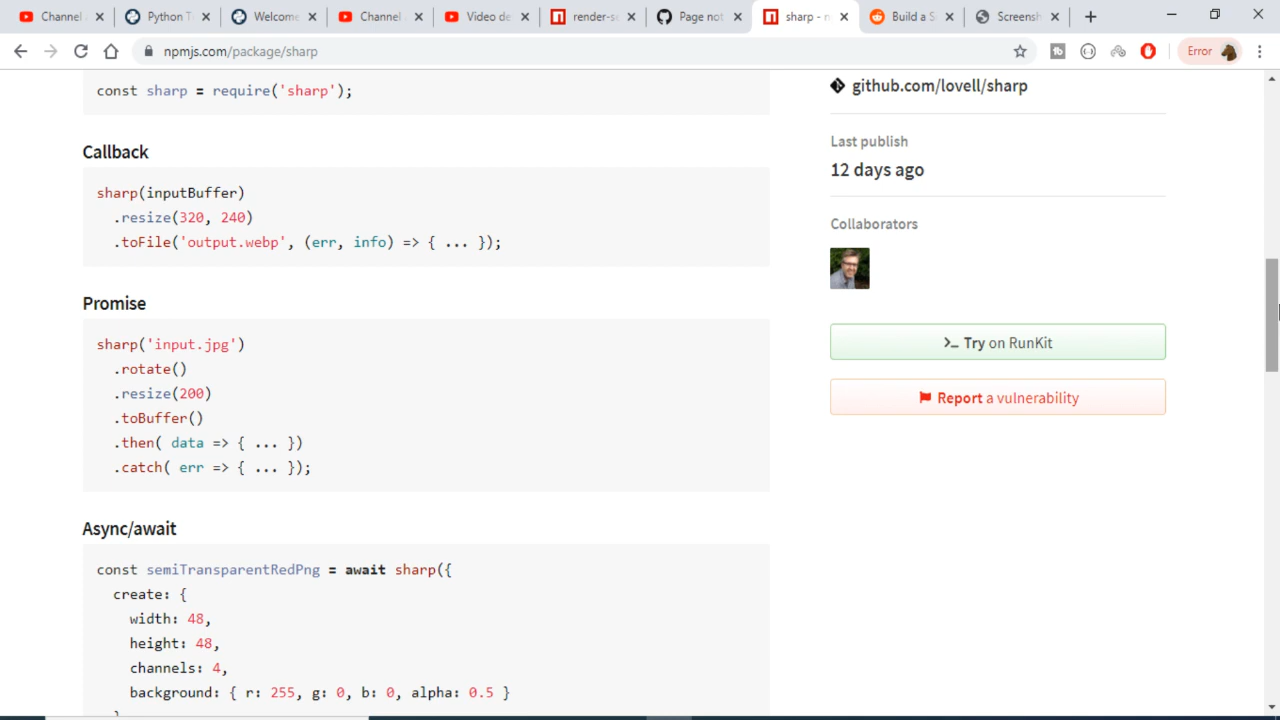 Channel
Python T
Welcome
Channel
Video de
render-s
Page not
sharp - n
Build a S
Screensh
npmjs.com/package/sharp
Error
const sharp = require('sharp');
Callback
sharp(inputBuffer)
.resize(320, 240)
.toFile('output.webp', (err, info) => { ... });
Promise
sharp('input.jpg')
.rotate()
.resize(200)
.toBuffer()
.then( data => { ... })
.catch( err => { ... });
Async/await
const semiTransparentRedPng = await sharp({
create: {
width: 48,
height: 48,
channels: 4,
background: { r: 255, g: 0, b: 0, alpha: 0.5 }
github.com/lovell/sharp
Last publish
12 days ago
Collaborators
Try on RunKit
Report a vulnerability